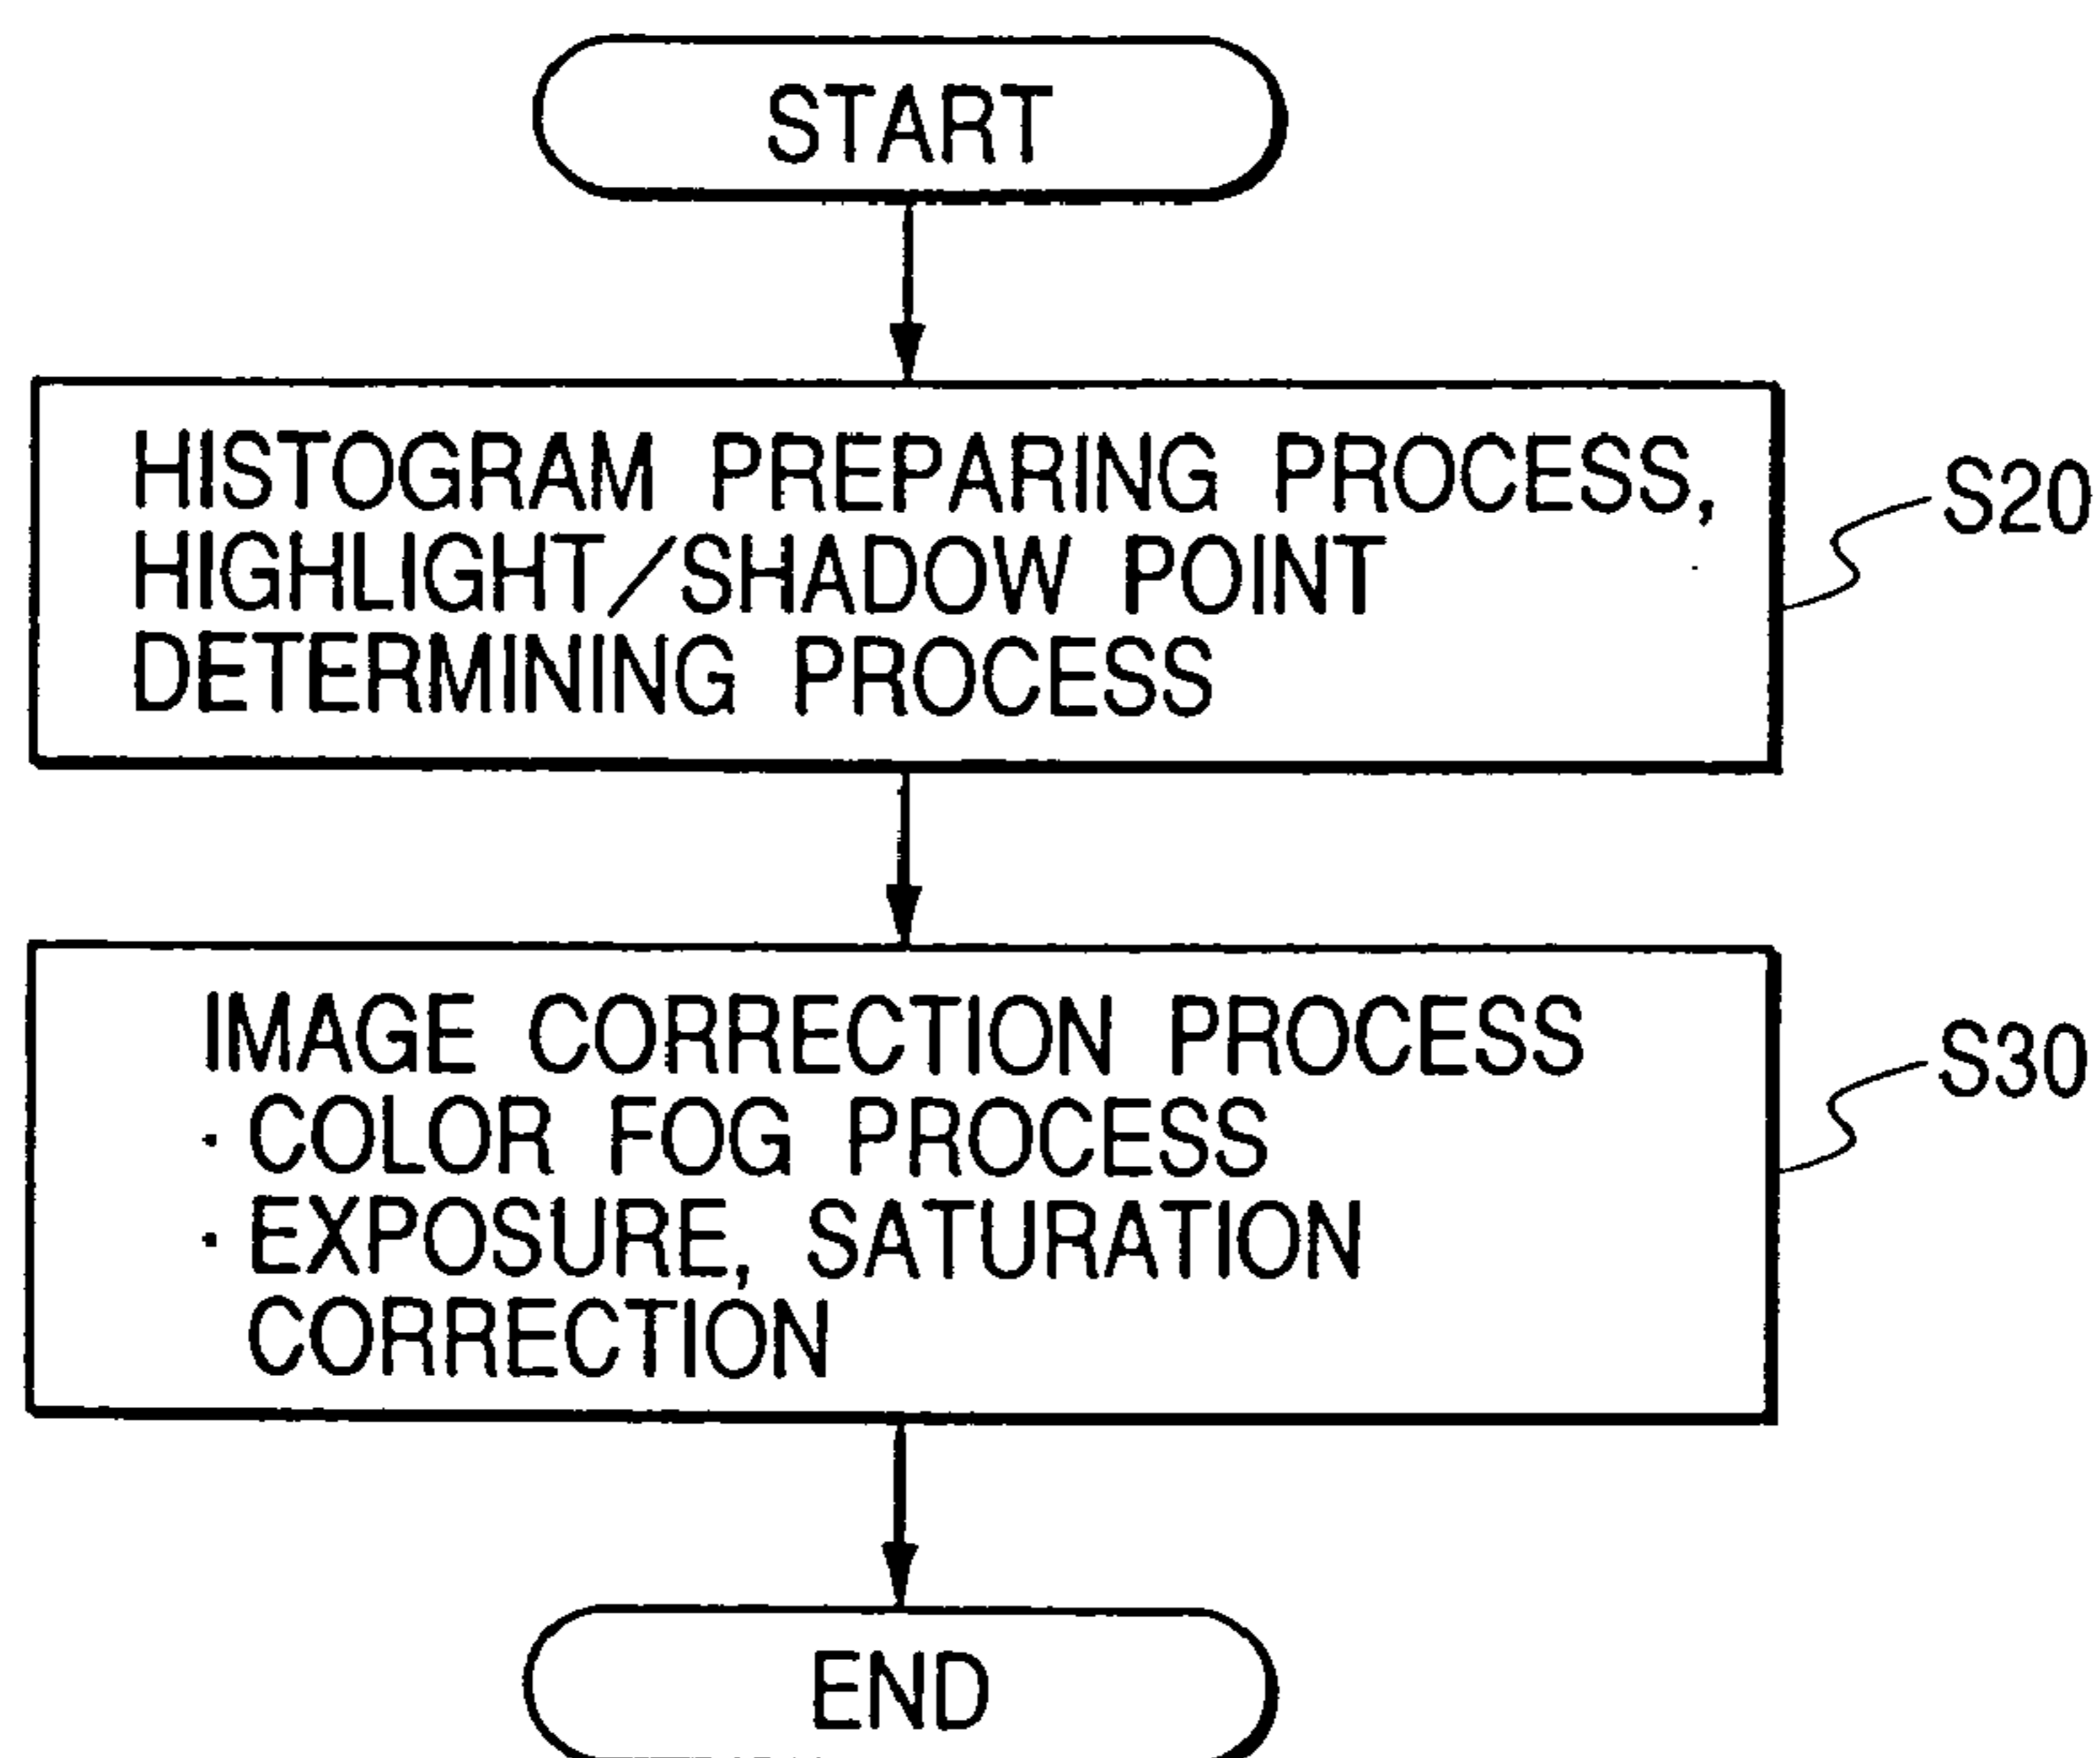 START
HISTOGRAM PREPARING PROCESS,
HIGHLIGHT/SHADOW POINT
DETERMINING PROCESS
S20
IMAGE CORRECTION PROCESS
· COLOR FOG PROCESS
· EXPOSURE, SATURATION
CORRECTION
S30
END